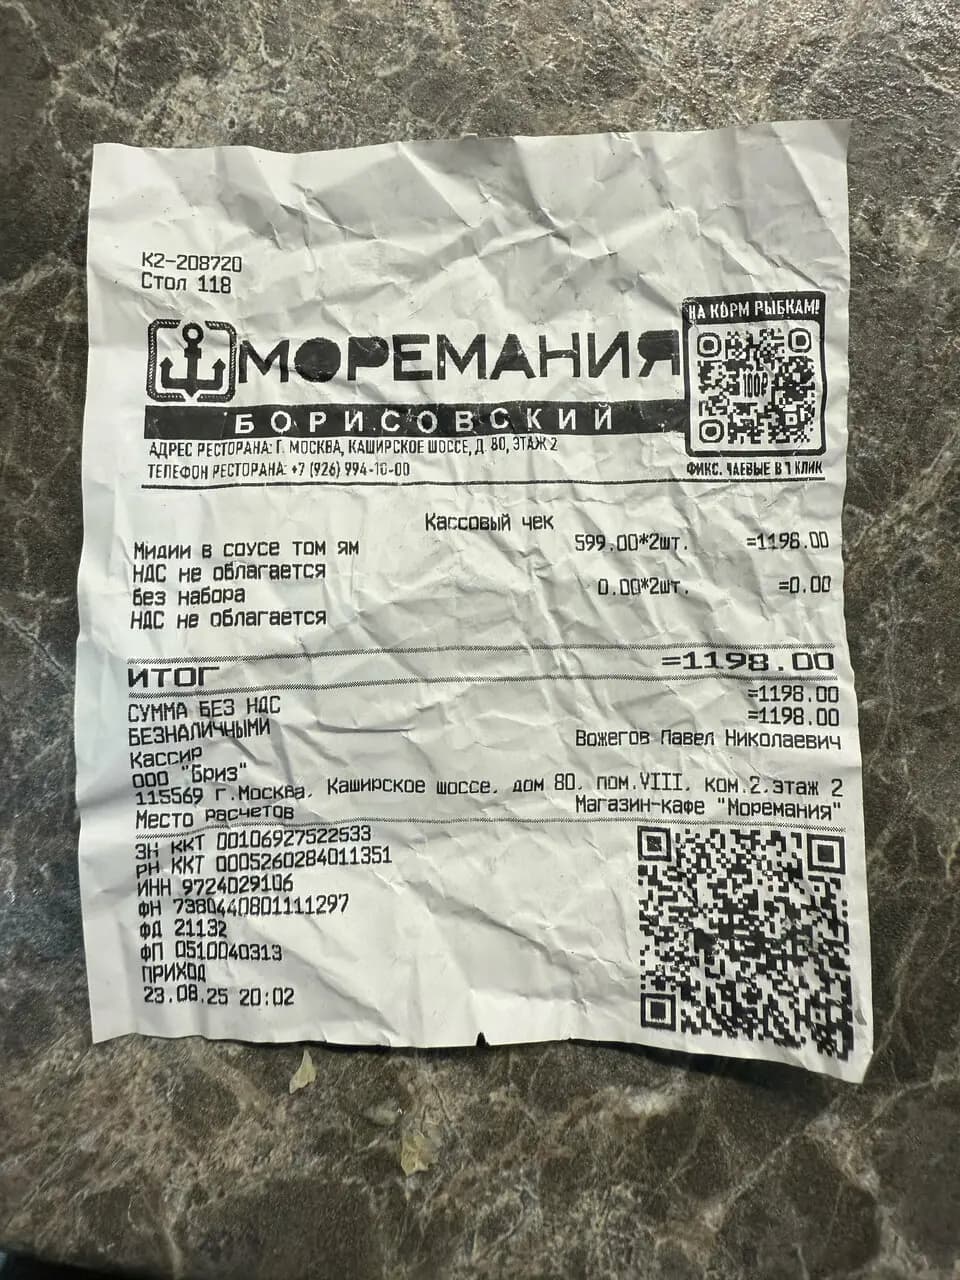 К2-208720
Стол 118
НА КОРМ РЫБКАМ!
МОРЕМАНИЯ
100₽
БОРИСОВСКИЙ
АДРЕС РЕСТОРАНА: Г. МОСКВА, КАШИРСКОЕ ШОССЕ, Д. 80, ЭТАЖ 2
ТЕЛЕФОН РЕСТОРАНА: +7 (926) 994-10-00
ФИКС. ЧАЕВЫЕ В 1 КЛИК
Кассовый чек
Мидии в соусе том ям 599.00*2шт. =1198.00
НДС не облагается
без набора 0.00*2шт. =0.00
НДС не облагается
ИТОГ =1198.00
СУММА БЕЗ НДС =1198.00
БЕЗНАЛИЧНЫМИ =1198.00
Кассир Вожегов Павел Николаевич
ООО "Бриз"
115569 г.Москва, Каширское шоссе, дом 80, пом.VIII, ком.2,этаж 2
Место расчетов Магазин-кафе "Моремания"
ЗН ККТ 00106927522533
РН ККТ 0005260284011351
ИНН 9724029106
ФН 7380440801111297
ФД 21132
ФП 0510040313
ПРИХОД
23.08.25 20:02